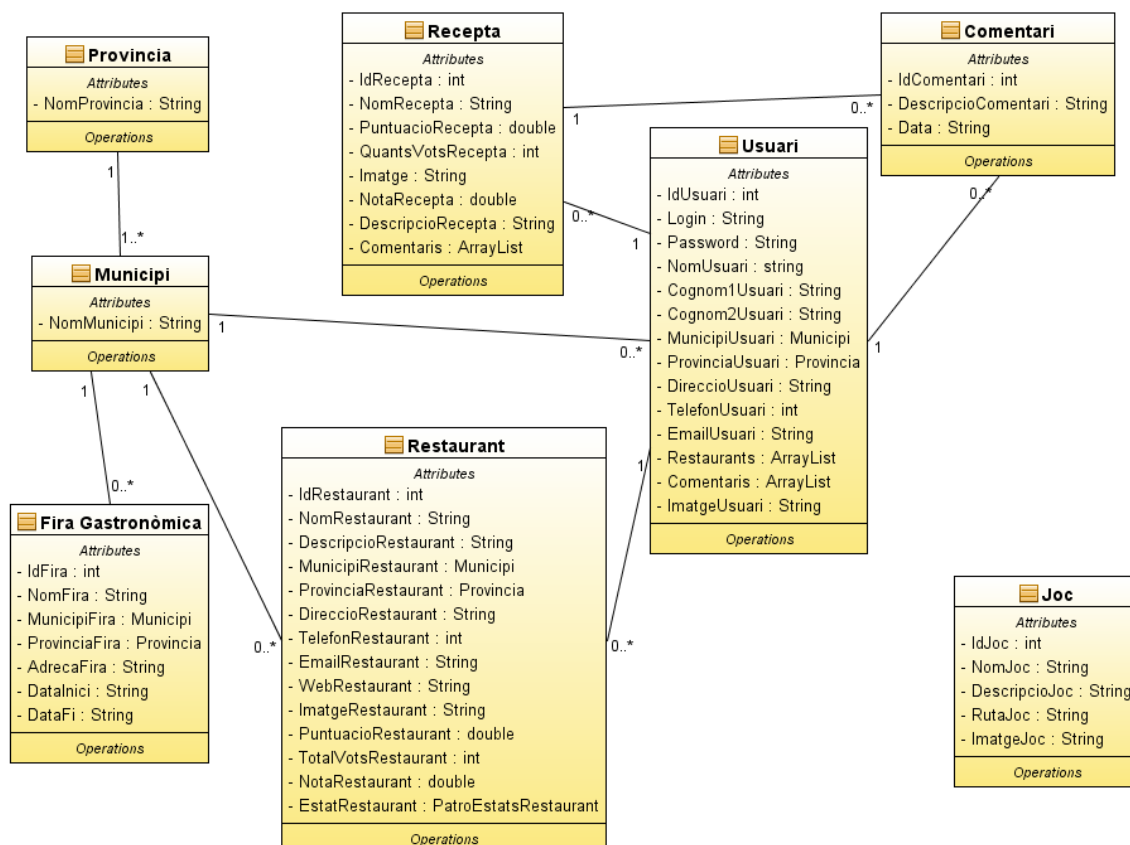 Provincia
Attributes
- NomProvincia : String
Operations
1
1..*
Municipi
Attributes
- NomMunicipi : String
Operations
1
0..*
1
1
0..*
0..*
Fira Gastronòmica
Attributes
- IdFira : int
- NomFira : String
- MunicipiFira : Municipi
- ProvinciaFira : Provincia
- AdrecaFira : String
- DataInici : String
- DataFi : String
Operations
Recepta
Attributes
- IdRecepta : int
- NomRecepta : String
- PuntuacioRecepta : double
- QuantsVotsRecepta : int
- Imatge : String
- NotaRecepta : double
- DescripcioRecepta : String
- Comentaris : ArrayList
Operations
1
0..*
0..*
1
Comentari
Attributes
- IdComentari : int
- DescripcioComentari : String
- Data : String
Operations
0..*
1
Usuari
Attributes
- IdUsuari : int
- Login : String
- Password : String
- NomUsuari : string
- Cognom1Usuari : String
- Cognom2Usuari : String
- MunicipiUsuari : Municipi
- ProvinciaUsuari : Provincia
- DireccioUsuari : String
- TelefonUsuari : int
- EmailUsuari : String
- Restaurants : ArrayList
- Comentaris : ArrayList
- ImatgeUsuari : String
Operations
1
0..*
Restaurant
Attributes
- IdRestaurant : int
- NomRestaurant : String
- DescripcioRestaurant : String
- MunicipiRestaurant : Municipi
- ProvinciaRestaurant : Provincia
- DireccioRestaurant : String
- TelefonRestaurant : int
- EmailRestaurant : String
- WebRestaurant : String
- ImatgeRestaurant : String
- PuntuacioRestaurant : double
- TotalVotsRestaurant : int
- NotaRestaurant : double
- EstatRestaurant : PatroEstatsRestaurant
Operations
Joc
Attributes
- IdJoc : int
- NomJoc : String
- DescripcioJoc : String
- RutaJoc : String
- ImatgeJoc : String
Operations